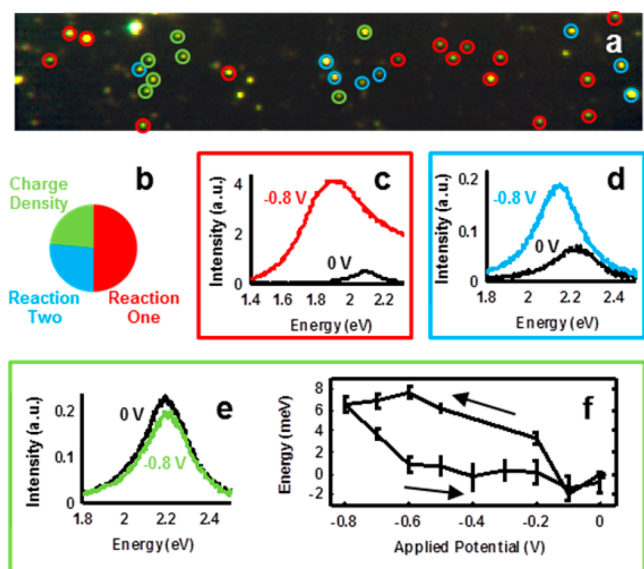 a
b
Charge
Density
Reaction
Two
Reaction
One
c
Intensity (a.u.)
4
2
0
-0.8 V
0 V
1.4 1.6 1.8 2.0 2.2
Energy (eV)
d
Intensity (a.u.)
0.2
0.1
0
-0.8 V
0 V
1.8 2.0 2.2 2.4
Energy (eV)
e
Intensity (a.u.)
0.2
0.1
0
0 V
-0.8 V
1.8 2.0 2.2 2.4
Energy (eV)
f
Energy (meV)
8
6
4
2
0
-2
-0.8 -0.6 -0.4 -0.2 0
Applied Potential (V)